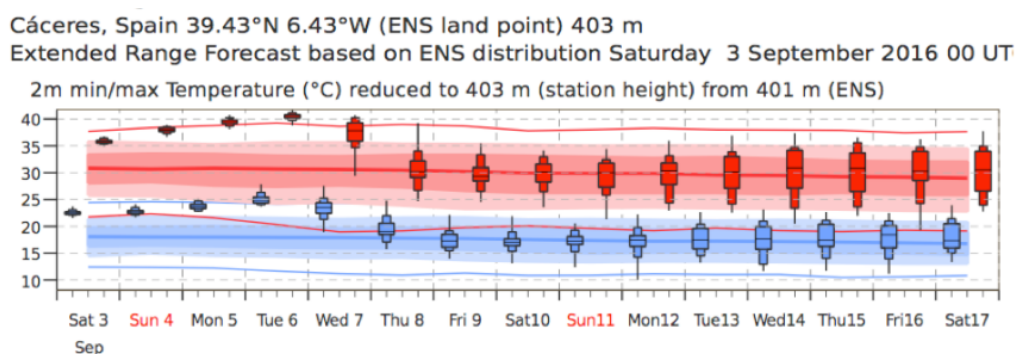 Cáceres, Spain 39.43°N 6.43°W (ENS land point) 403 m
Extended Range Forecast based on ENS distribution Saturday 3 September 2016 00 UT
2m min/max Temperature (°C) reduced to 403 m (station height) from 401 m (ENS)
40
35
30
25
20
15
10
Sat 3 Sun 4 Mon 5 Tue 6 Wed 7 Thu 8 Fri 9 Sat10 Sun11 Mon12 Tue13 Wed14 Thu15 Fri16 Sat17
Sep